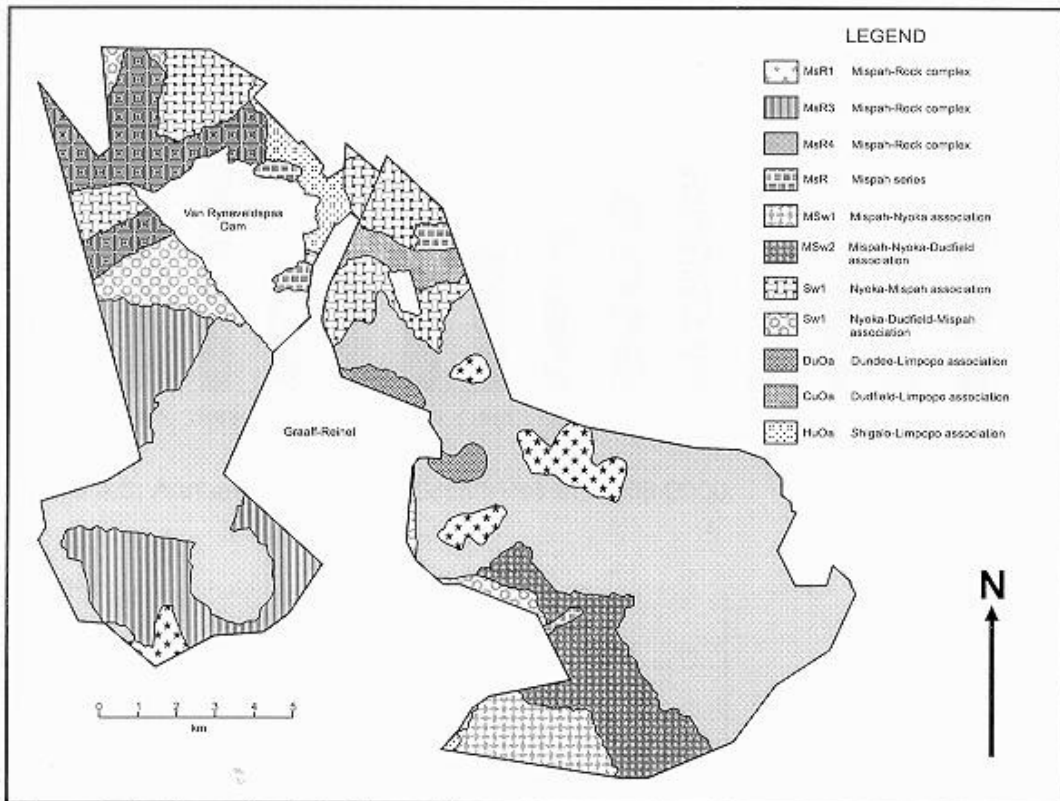 LEGEND
MsR1 Mispah-Rock complex
MsR3 Mispah-Rock complex
MsR4 Mispah-Rock complex
MsR Mispah series
MSw1 Mispah-Nyoka association
MSw2 Mispah-Nyoka-Dudfield
association
Sw1 Nyoka-Mispah association
Sw1 Nyoka-Dudfield-Mispah
association
DuOa Dundee-Limpopo association
CuOa Dudfield-Limpopo association
HuOa Shigalo-Limpopo association
Van Ryneveldspas
Dam
Graaff-Reinet
N
0 1 2 3 4 5
km